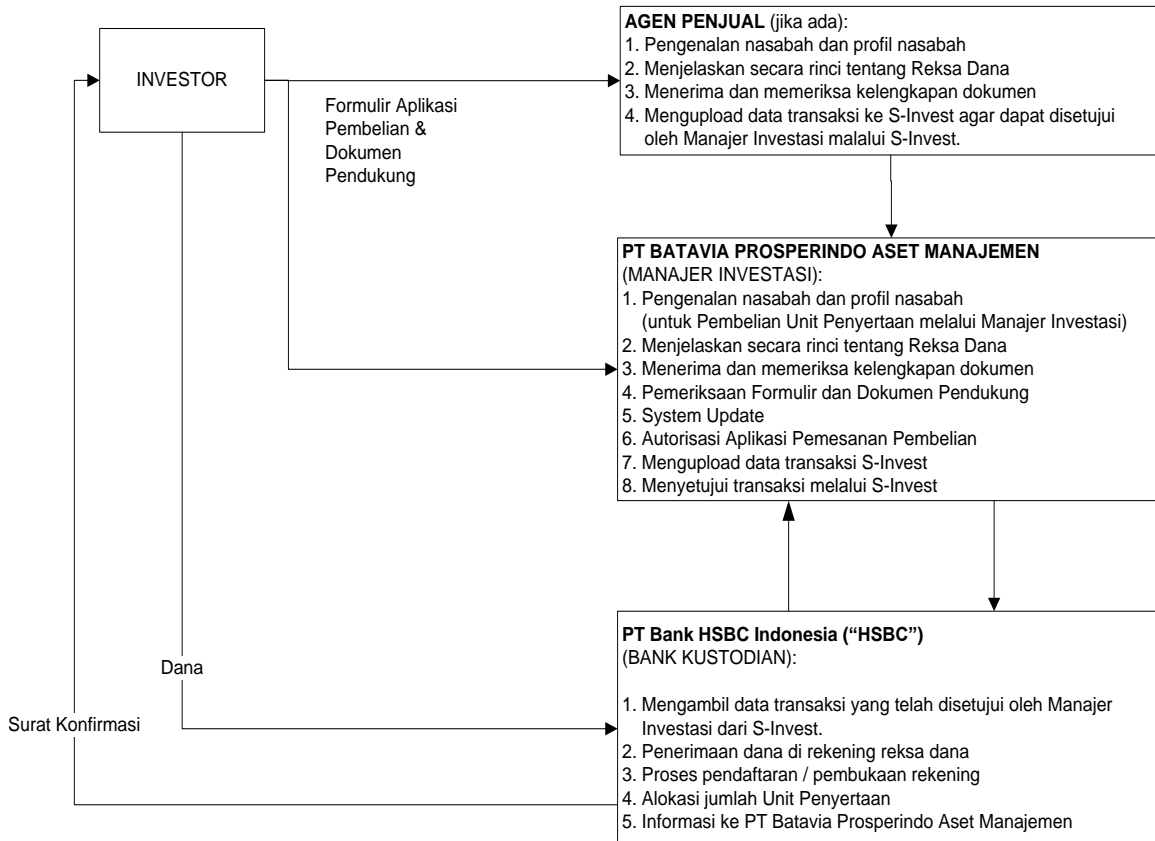 INVESTOR
Formulir Aplikasi
Pembelian &
Dokumen
Pendukung
AGEN PENJUAL (jika ada):
1. Pengenalan nasabah dan profil nasabah
2. Menjelaskan secara rinci tentang Reksa Dana
3. Menerima dan memeriksa kelengkapan dokumen
4. Mengupload data transaksi ke S-Invest agar dapat disetujui
oleh Manajer Investasi malalui S-Invest.
PT BATAVIA PROSPERINDO ASET MANAJEMEN
(MANAJER INVESTASI):
1. Pengenalan nasabah dan profil nasabah
(untuk Pembelian Unit Penyertaan melalui Manajer Investasi)
2. Menjelaskan secara rinci tentang Reksa Dana
3. Menerima dan memeriksa kelengkapan dokumen
4. Pemeriksaan Formulir dan Dokumen Pendukung
5. System Update
6. Autorisasi Aplikasi Pemesanan Pembelian
7. Mengupload data transaksi S-Invest
8. Menyetujui transaksi melalui S-Invest
Dana
Surat Konfirmasi
PT Bank HSBC Indonesia (“HSBC”)
(BANK KUSTODIAN):
1. Mengambil data transaksi yang telah disetujui oleh Manajer
Investasi dari S-Invest.
2. Penerimaan dana di rekening reksa dana
3. Proses pendaftaran / pembukaan rekening
4. Alokasi jumlah Unit Penyertaan
5. Informasi ke PT Batavia Prosperindo Aset Manajemen